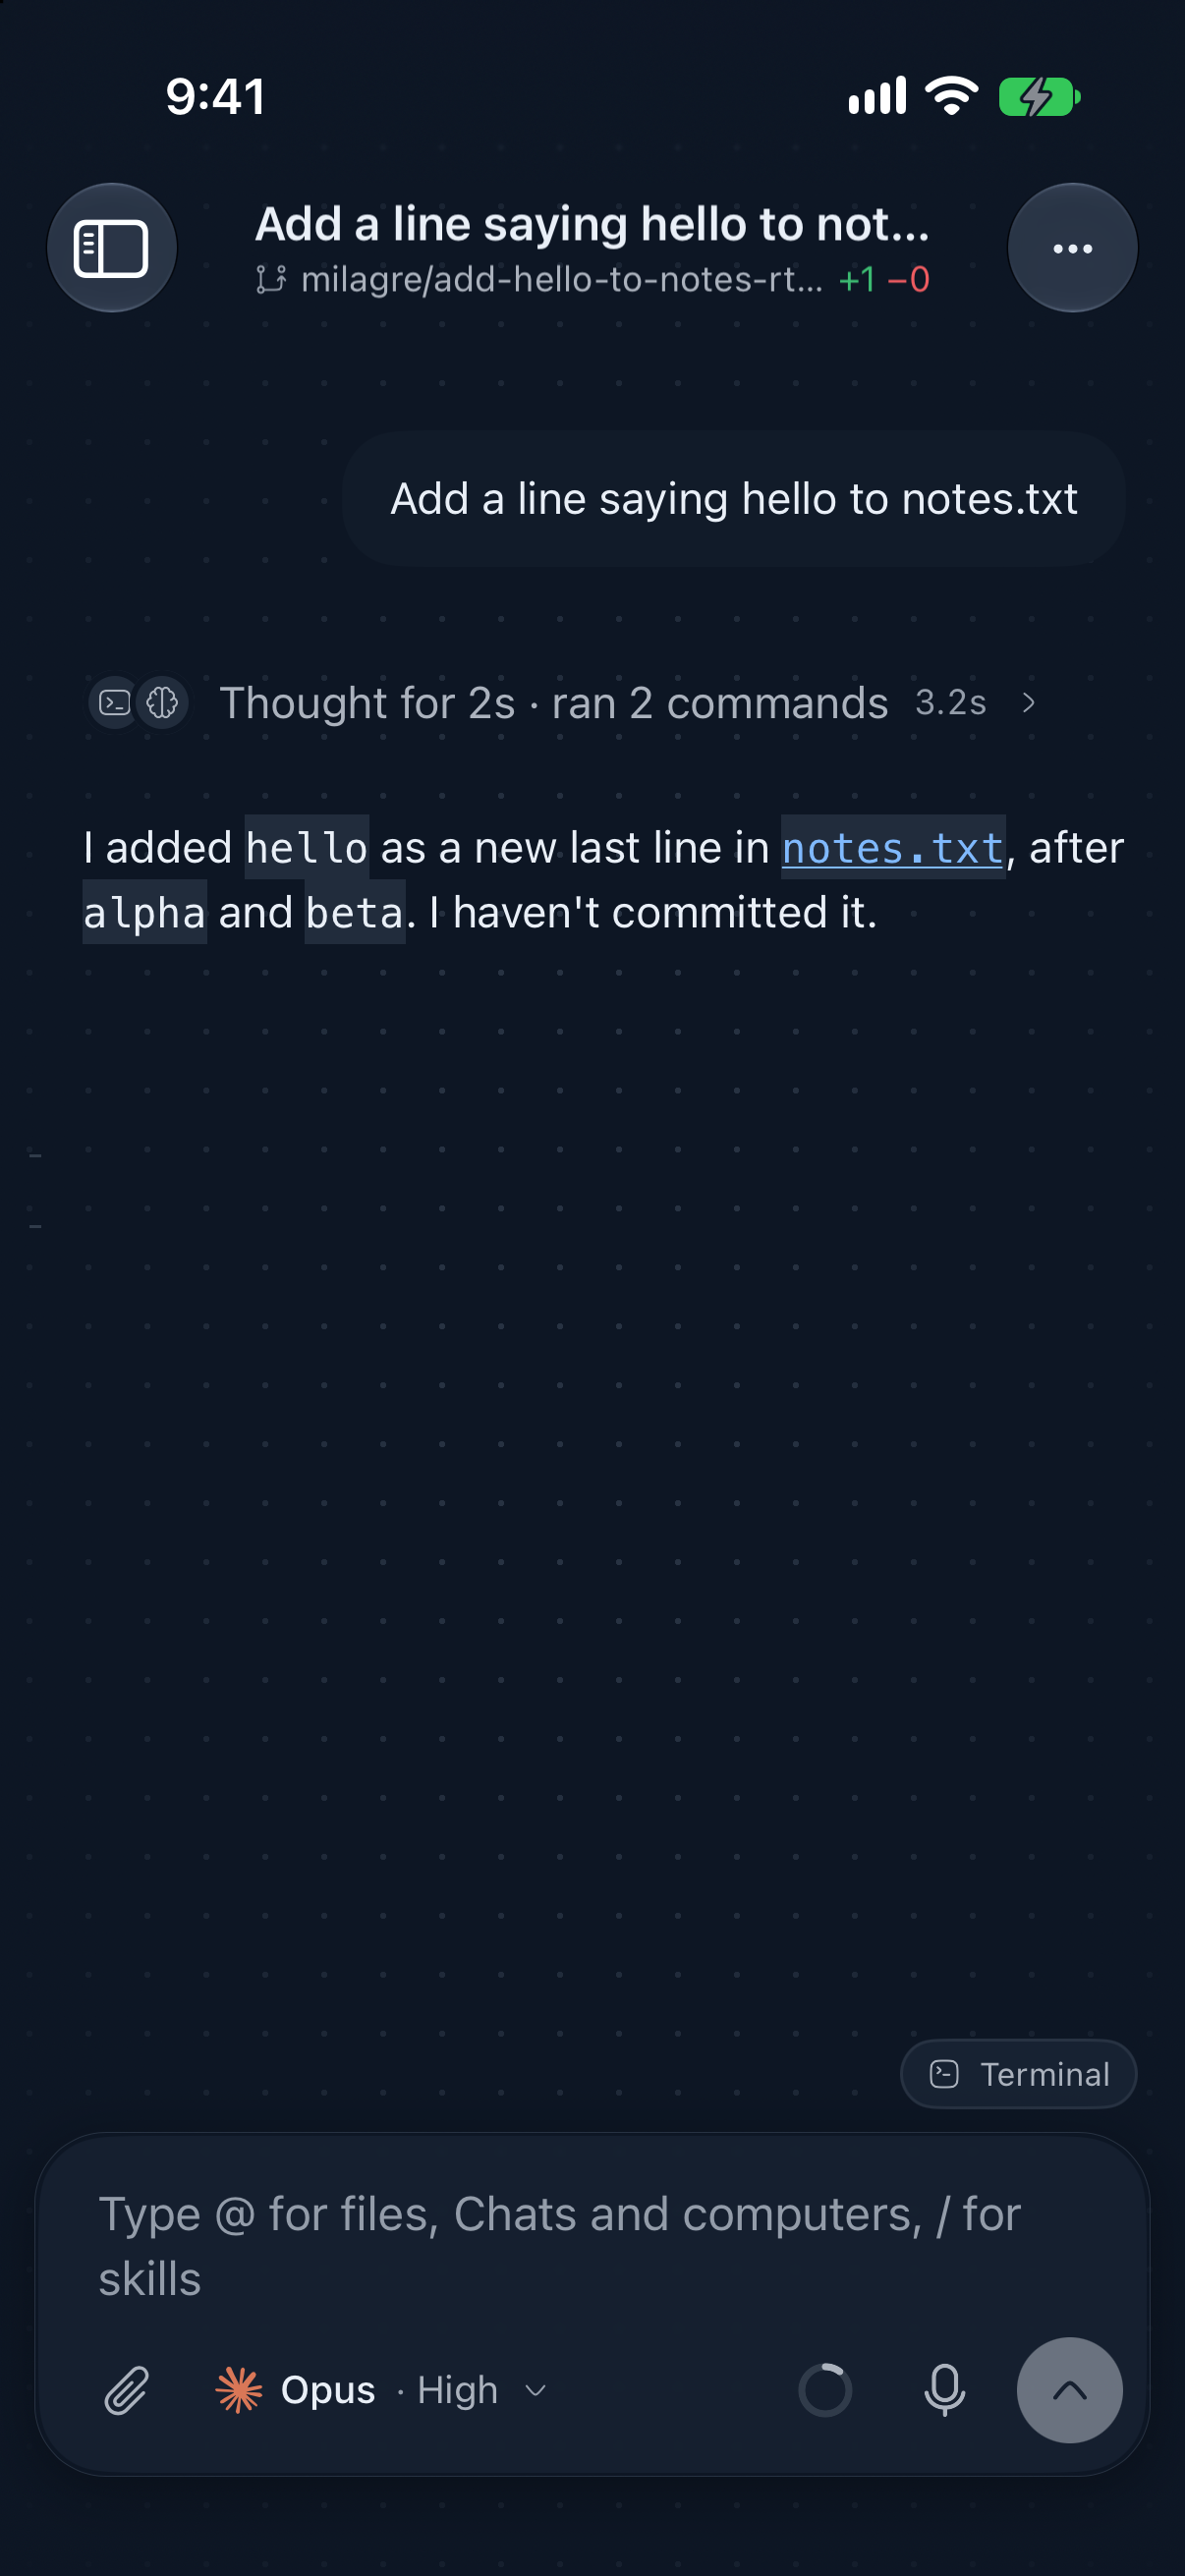 9:41
Add a line saying hello to not...
milagre/add-hello-to-notes-rt... +1 −0
Add a line saying hello to notes.txt
Thought for 2s · ran 2 commands 3.2s
I added hello as a new last line in notes.txt, after
alpha and beta. I haven't committed it.
Terminal
Type @ for files, Chats and computers, / for
skills
Opus · High